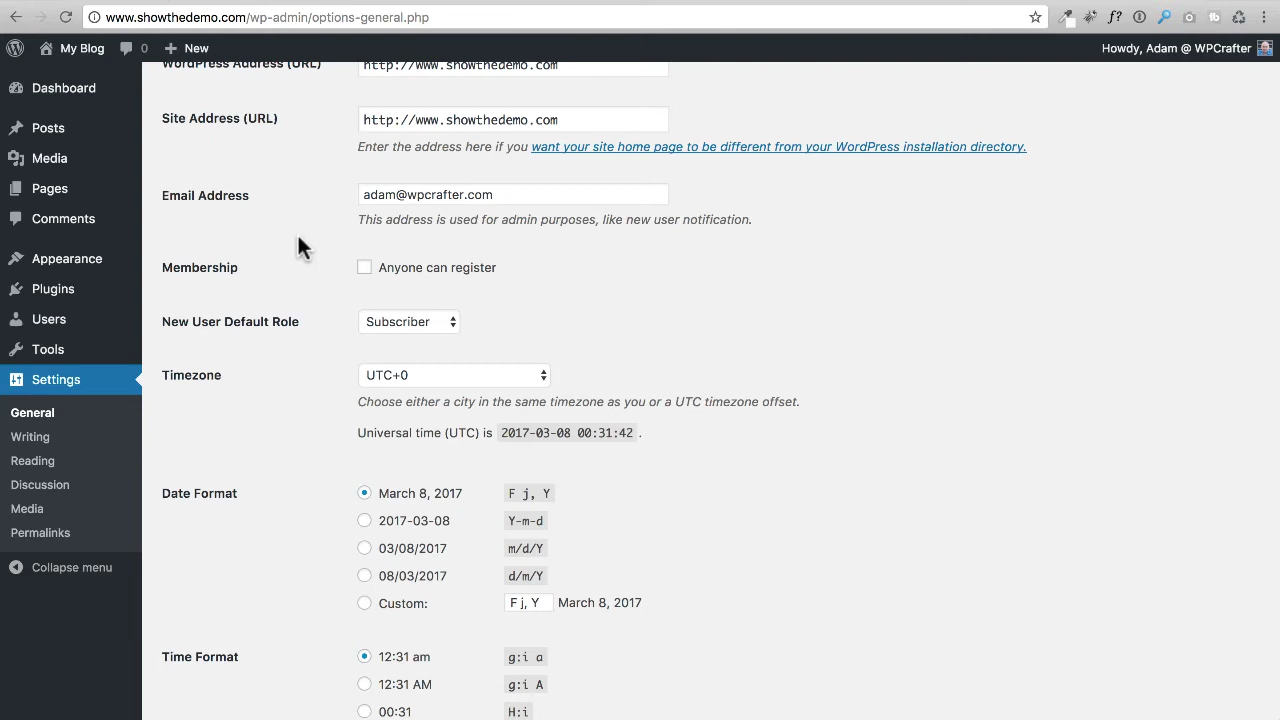 www.showthedemo.com/wp-admin/options-general.php
My Blog 0 New Howdy, Adam @ WPCrafter
Dashboard
Posts
Media
Pages
Comments
Appearance
Plugins
Users
Tools
Settings
General
Writing
Reading
Discussion
Media
Permalinks
Collapse menu
WordPress Address (URL) http://www.showthedemo.com
Site Address (URL) http://www.showthedemo.com
Enter the address here if you want your site home page to be different from your WordPress installation directory.
Email Address adam@wpcrafter.com
This address is used for admin purposes, like new user notification.
Membership Anyone can register
New User Default Role Subscriber
Timezone UTC+0
Choose either a city in the same timezone as you or a UTC timezone offset.
Universal time (UTC) is 2017-03-08 00:31:42 .
Date Format March 8, 2017 F j, Y
2017-03-08 Y-m-d
03/08/2017 m/d/Y
08/03/2017 d/m/Y
Custom: F j, Y March 8, 2017
Time Format 12:31 am g:i a
12:31 AM g:i A
00:31 H:i